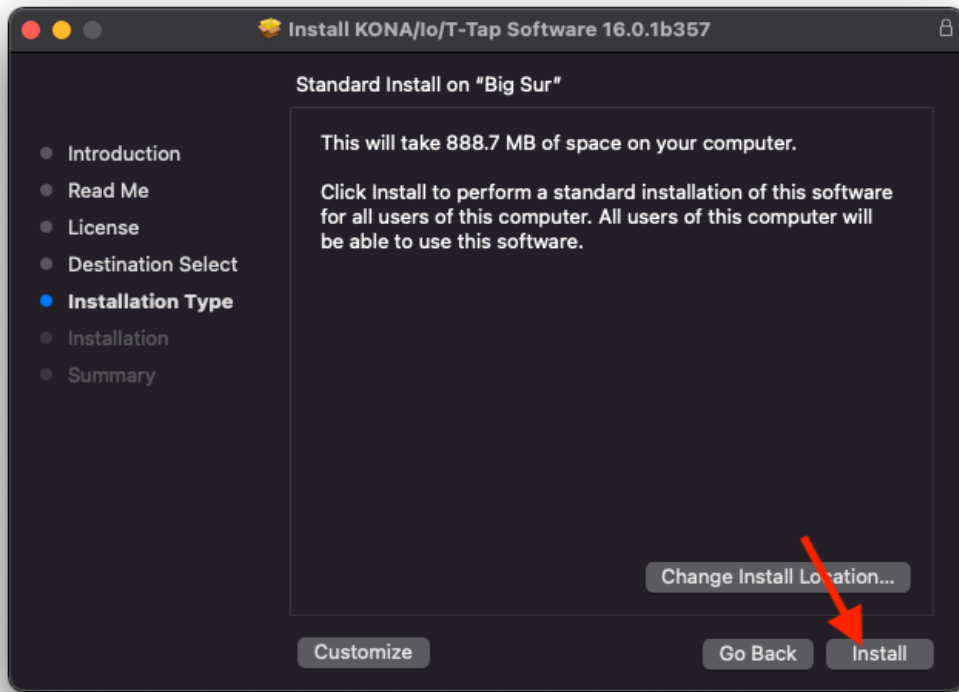 Install KONA/Io/T-Tap Software 16.0.1b357
Standard Install on “Big Sur”
Introduction
Read Me
License
Destination Select
Installation Type
Installation
Summary
This will take 888.7 MB of space on your computer.
Click Install to perform a standard installation of this software
for all users of this computer. All users of this computer will
be able to use this software.
Change Install Location...
Customize
Go Back
Install